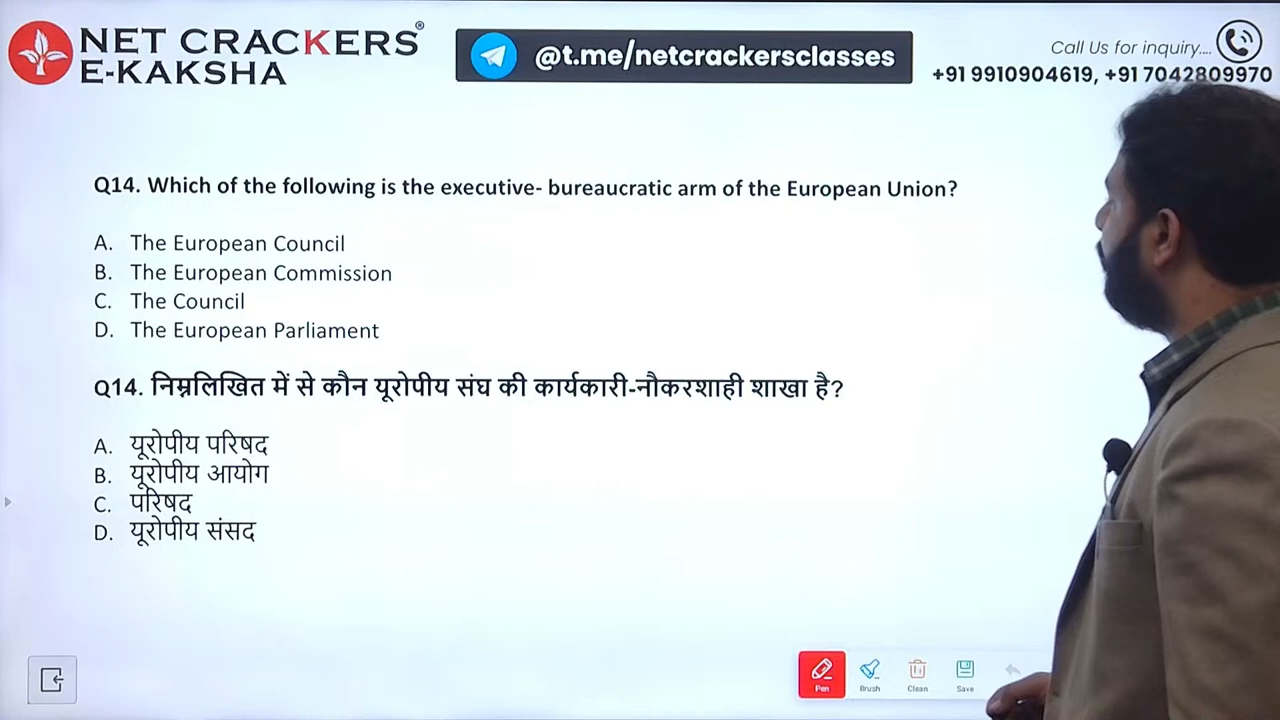 NET CRACKERS®
E-KAKSHA
@t.me/netcrackersclasses
Call Us for inquiry....
+91 9910904619, +91 7042809970
Q14. Which of the following is the executive- bureaucratic arm of the European Union?
A. The European Council
B. The European Commission
C. The Council
D. The European Parliament
Q14. निम्नलिखित में से कौन यूरोपीय संघ की कार्यकारी-नौकरशाही शाखा है?
A. यूरोपीय परिषद
B. यूरोपीय आयोग
C. परिषद
D. यूरोपीय संसद
Pen Brush Clean Save